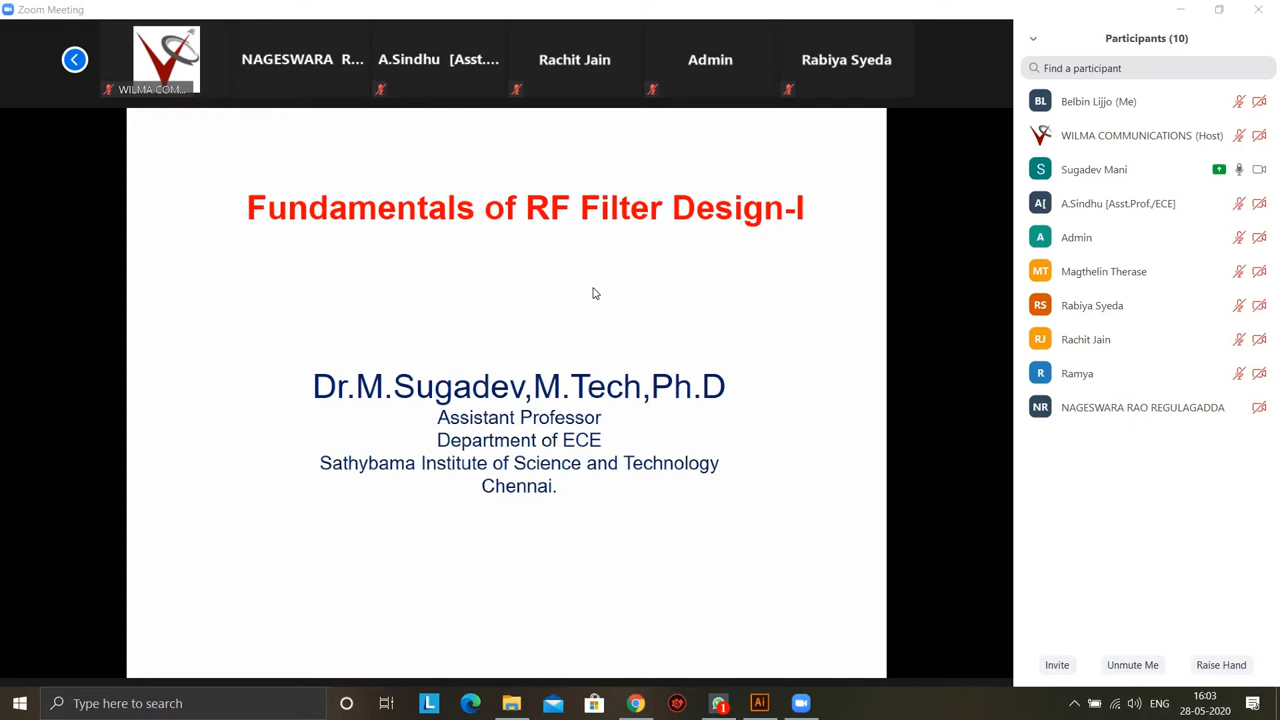 Zoom Meeting
WILMA COM...
NAGESWARA R...
A.Sindhu [Asst....
Rachit Jain
Admin
Rabiya Syeda
Fundamentals of RF Filter Design-I
Dr.M.Sugadev,M.Tech,Ph.D
Assistant Professor
Department of ECE
Sathybama Institute of Science and Technology
Chennai.
Participants (10)
Find a participant
BL Belbin Lijjo (Me)
WILMA COMMUNICATIONS (Host)
S Sugadev Mani
A[ A.Sindhu [Asst.Prof./ECE]
A Admin
MT Magthelin Therase
RS Rabiya Syeda
RJ Rachit Jain
R Ramya
NR NAGESWARA RAO REGULAGADDA
Invite Unmute Me Raise Hand
Type here to search
L
1
Ai
ENG
16:03
28-05-2020
3